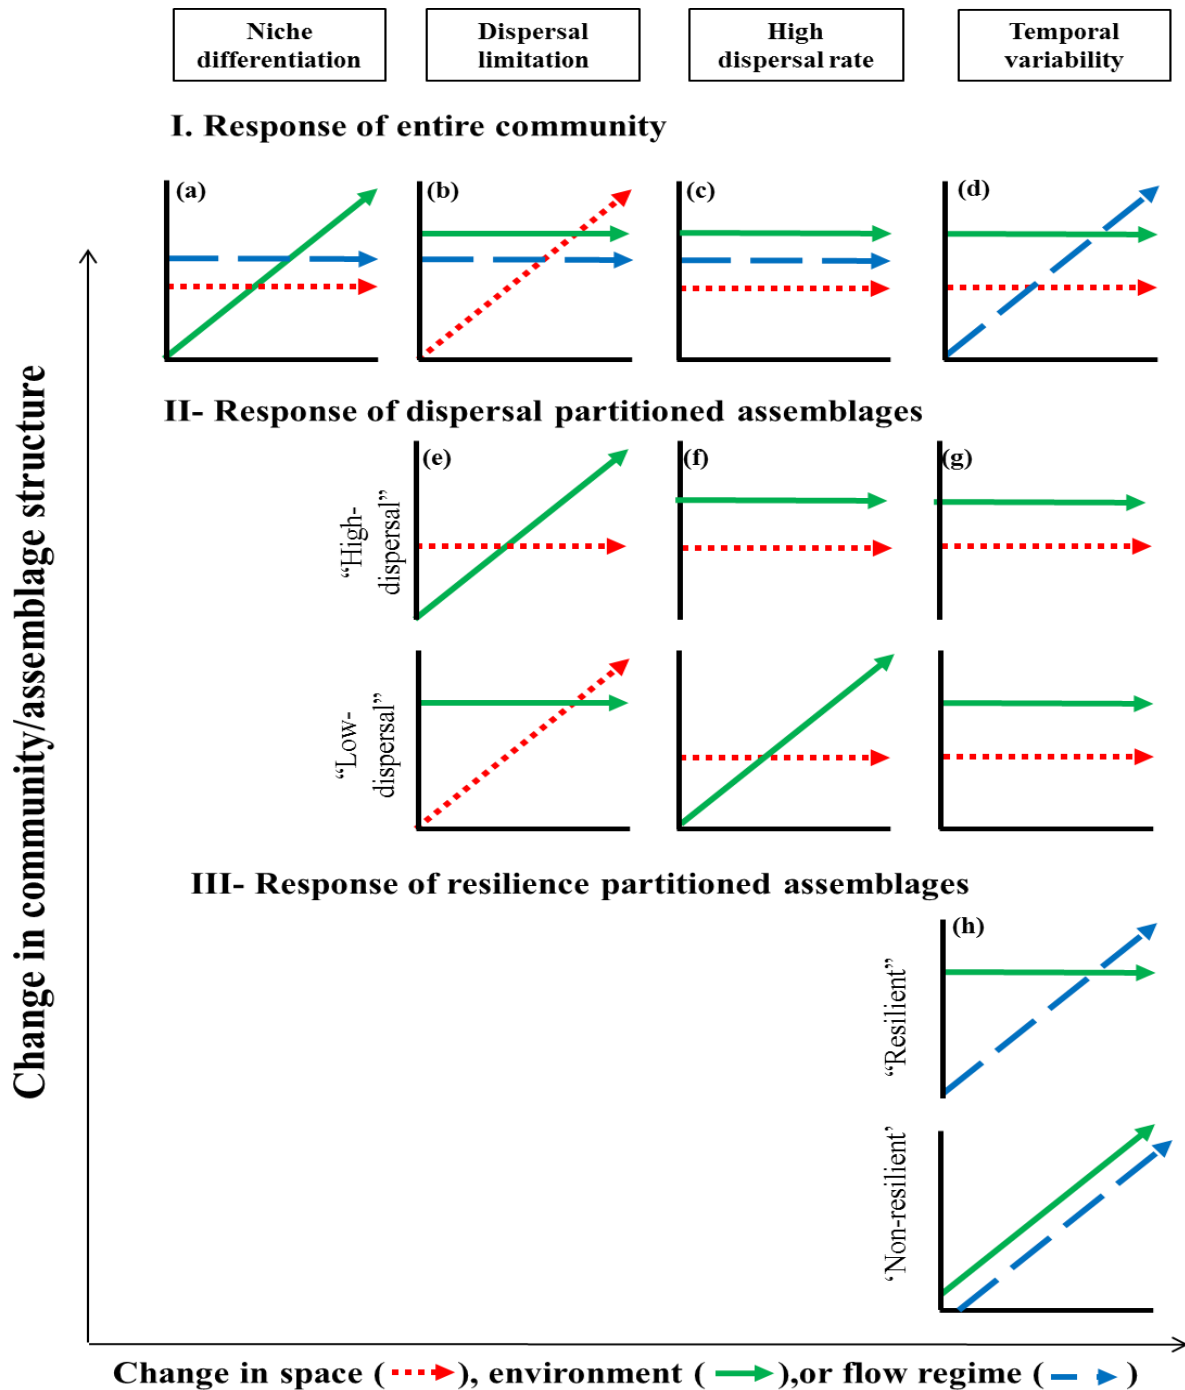 Niche
differentiation
Dispersal
limitation
High
dispersal rate
Temporal
variability
I. Response of entire community
(a)
(b)
(c)
(d)
II- Response of dispersal partitioned assemblages
(e)
(f)
(g)
“High-
dispersal”
“Low-
dispersal”
III- Response of resilience partitioned assemblages
(h)
“Resilient”
‘Non-resilient’
Change in community/assemblage structure
Change in space ( ), environment ( ),or flow regime ( )